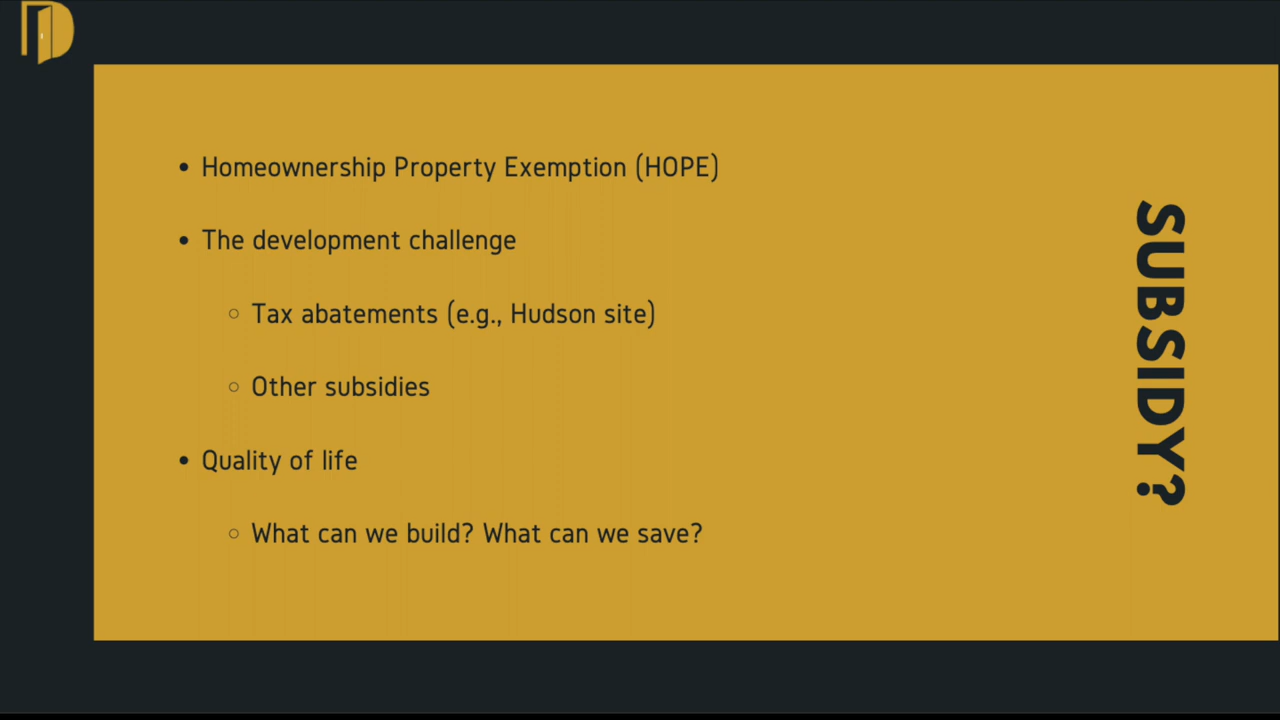 Homeownership Property Exemption (HOPE)
The development challenge
Tax abatements (e.g., Hudson site)
Other subsidies
Quality of life
What can we build? What can we save?
SUBSIDY?